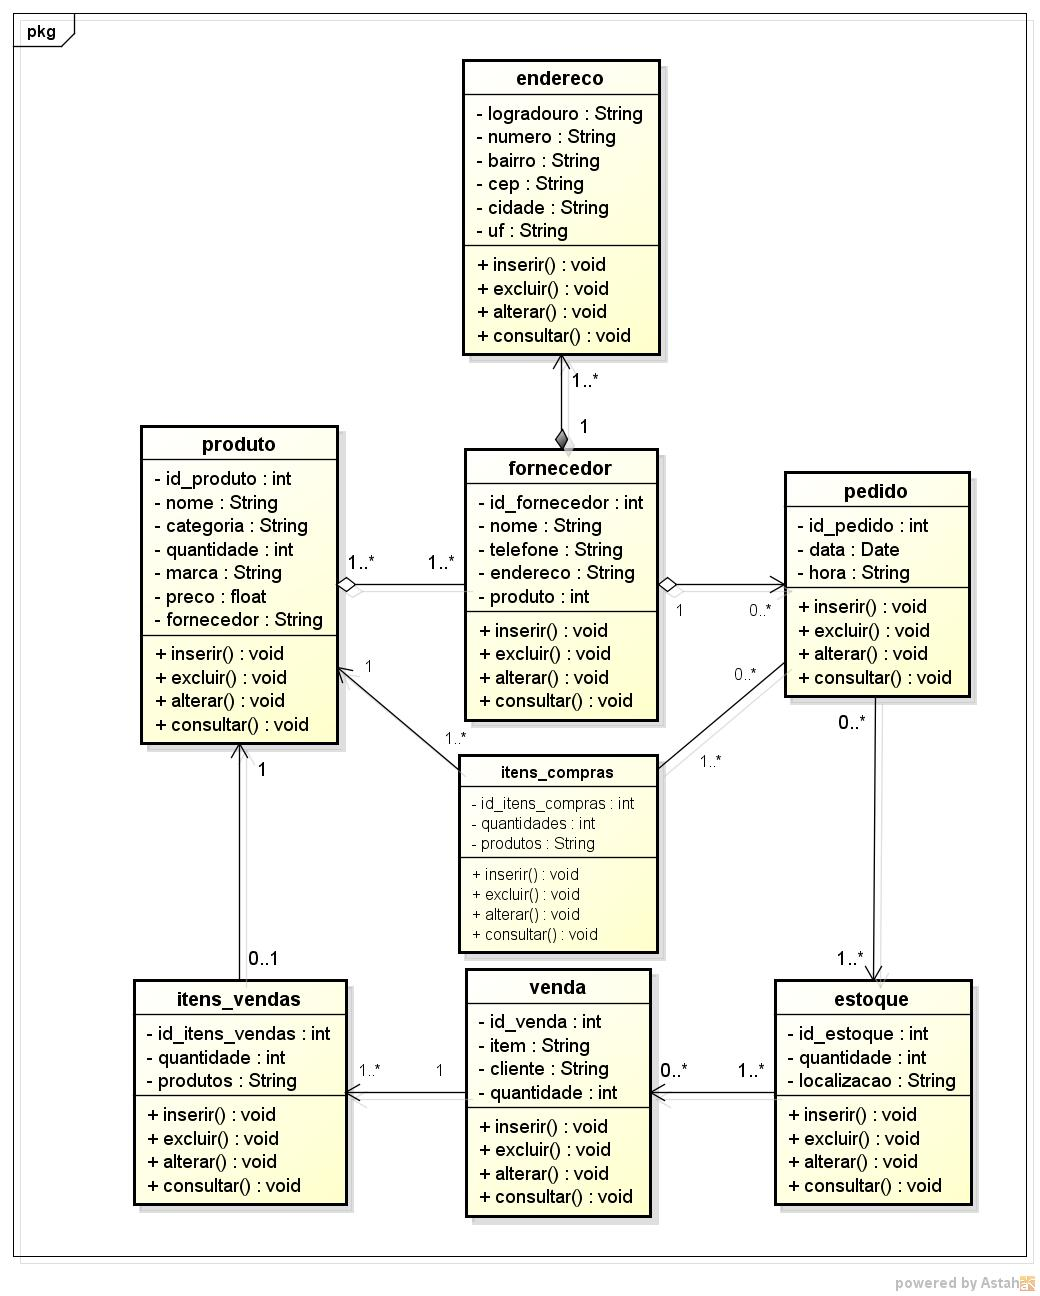 pkg
endereco
- logradouro : String
- numero : String
- bairro : String
- cep : String
- cidade : String
- uf : String
+ inserir() : void
+ excluir() : void
+ alterar() : void
+ consultar() : void
1..*
1
produto
- id_produto : int
- nome : String
- categoria : String
- quantidade : int
- marca : String
- preco : float
- fornecedor : String
+ inserir() : void
+ excluir() : void
+ alterar() : void
+ consultar() : void
1..*
1..*
fornecedor
- id_fornecedor : int
- nome : String
- telefone : String
- endereco : String
- produto : int
+ inserir() : void
+ excluir() : void
+ alterar() : void
+ consultar() : void
1
0..*
pedido
- id_pedido : int
- data : Date
- hora : String
+ inserir() : void
+ excluir() : void
+ alterar() : void
+ consultar() : void
1
1..*
0..*
1..*
0..*
1..*
itens_compras
- id_itens_compras : int
- quantidades : int
- produtos : String
+ inserir() : void
+ excluir() : void
+ alterar() : void
+ consultar() : void
1
0..1
itens_vendas
- id_itens_vendas : int
- quantidade : int
- produtos : String
+ inserir() : void
+ excluir() : void
+ alterar() : void
+ consultar() : void
1..*
1
venda
- id_venda : int
- item : String
- cliente : String
- quantidade : int
+ inserir() : void
+ excluir() : void
+ alterar() : void
+ consultar() : void
0..*
1..*
estoque
- id_estoque : int
- quantidade : int
- localizacao : String
+ inserir() : void
+ excluir() : void
+ alterar() : void
+ consultar() : void
powered by Astah